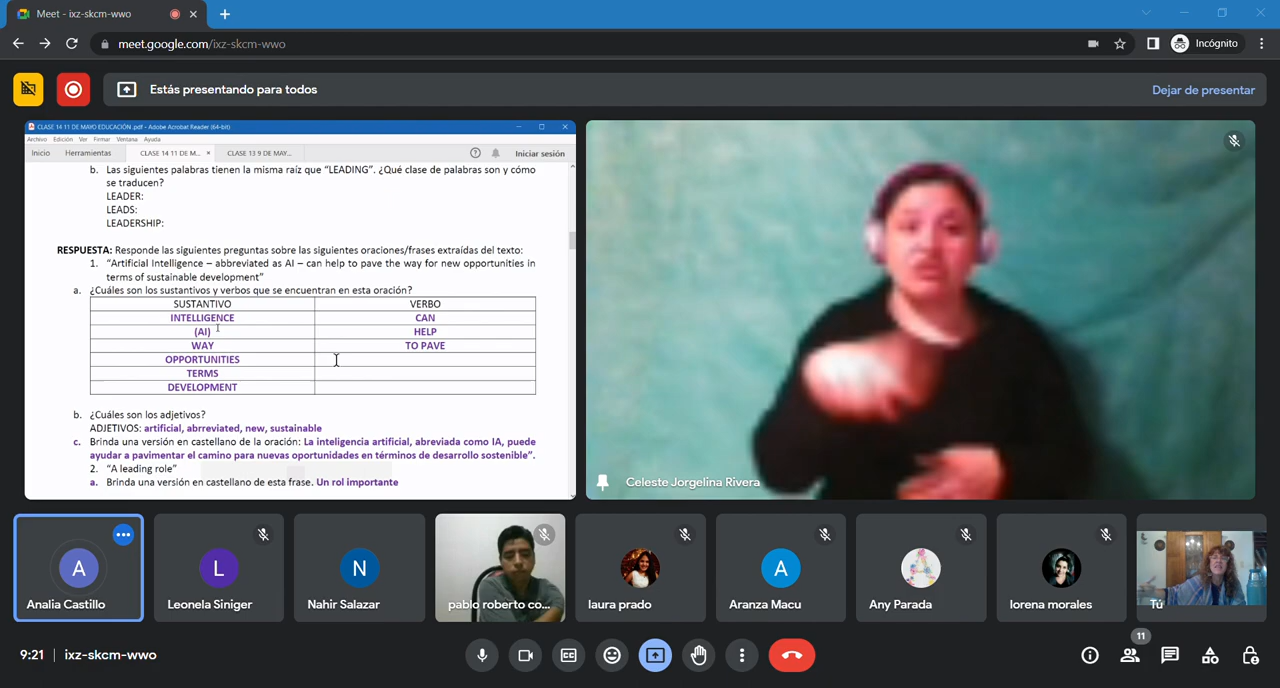 Meet - ixz-skcm-wwo
meet.google.com/ixz-skcm-wwo
Incógnito
Estás presentando para todos
Dejar de presentar
CLASE 14 11 DE MAYO EDUCACIÓN .pdf - Adobe Acrobat Reader (64-bit)
Archivo Edición Ver Firmar Ventana Ayuda
Inicio Herramientas CLASE 14 11 DE M... × CLASE 13 9 DE MAY... Iniciar sesión
b. Las siguientes palabras tienen la misma raíz que “LEADING”. ¿Qué clase de palabras son y cómo
se traducen?
LEADER:
LEADS:
LEADERSHIP:
RESPUESTA: Responde las siguientes preguntas sobre las siguientes oraciones/frases extraídas del texto:
1. “Artificial Intelligence – abbreviated as AI – can help to pave the way for new opportunities in
terms of sustainable development”
a. ¿Cuáles son los sustantivos y verbos que se encuentran en esta oración?
SUSTANTIVO VERBO
INTELLIGENCE CAN
(AI) HELP
WAY TO PAVE
OPPORTUNITIES
TERMS
DEVELOPMENT
b. ¿Cuáles son los adjetivos?
ADJETIVOS: artificial, abrreviated, new, sustainable
c. Brinda una versión en castellano de la oración: La inteligencia artificial, abreviada como IA, puede
ayudar a pavimentar el camino para nuevas oportunidades en términos de desarrollo sostenible”.
2. “A leading role”
a. Brinda una versión en castellano de esta frase. Un rol importante
Celeste Jorgelina Rivera
A L N A
Analia Castillo Leonela Siniger Nahir Salazar pablo roberto co... laura prado Aranza Macu Any Parada lorena morales Tú
11
9:21 ixz-skcm-wwo